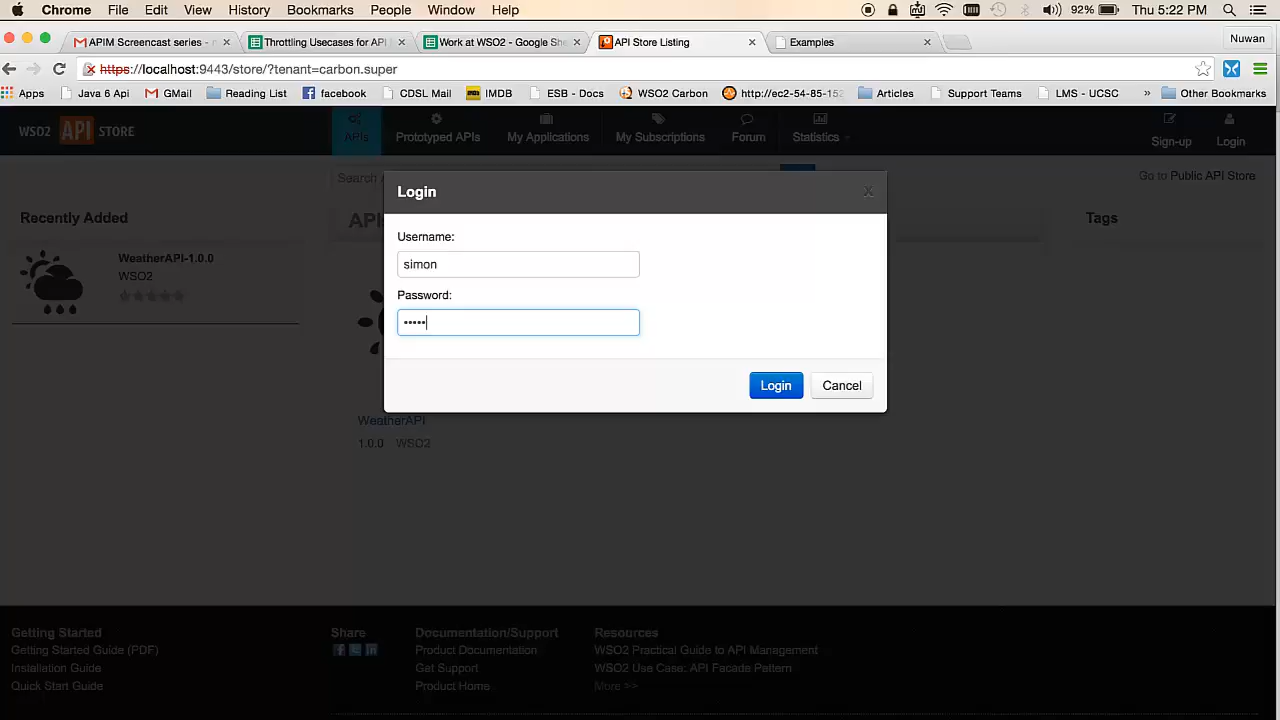 Chrome File Edit View History Bookmarks People Window Help 92% Thu 5:22 PM
APIM Screencast series - Throttling Usecases for API Work at WSO2 - Google She API Store Listing Examples Nuwan
https://localhost:9443/store/?tenant=carbon.super
Apps Java 6 Api GMail Reading List facebook CDSL Mail IMDB ESB - Docs WSO2 Carbon http://ec2-54-85-152 Articles Support Teams LMS - UCSC » Other Bookmarks
WSO2 API STORE APIs Prototyped APIs My Applications My Subscriptions Forum Statistics Sign-up Login
Search Go to Public API Store
Login x
Recently Added API Tags
Username:
WeatherAPI-1.0.0
simon
WSO2
Password:
•••••
Login Cancel
WeatherAPI
1.0.0 WSO2
Getting Started Share Documentation/Support Resources
Getting Started Guide (PDF) Product Documentation WSO2 Practical Guide to API Management
Installation Guide Get Support WSO2 Use Case: API Facade Pattern
Quick Start Guide Product Home More >>